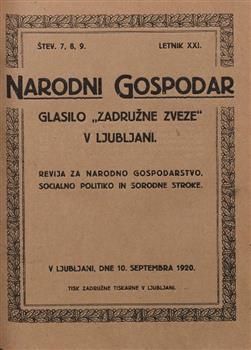 ŠTEV. 7, 8, 9. LETNIK XXI.
NARODNI GOSPODAR
GLASILO „ZADRUŽNE ZVEZE“
V LJUBLJANI.
REVIJA ZA NARODNO GOSPODARSTVO,
SOCIALNO POLITIKO IN SORODNE STROKE.
V LJUBLJANI, DNE 10. SEPTEMBRA 1920.
TISK ZADRUŽNE TISKARNE V LJUBLJANI.